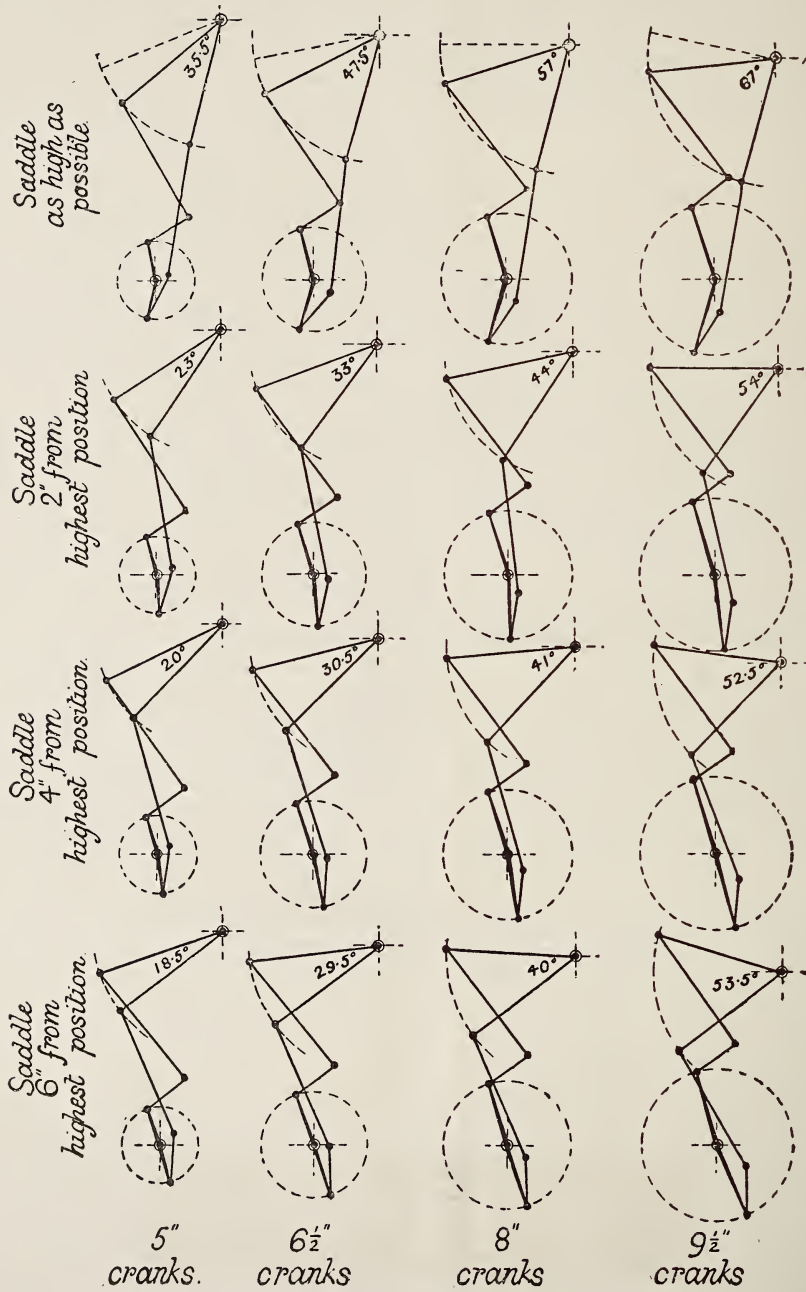 Saddle
as high as
possible.
35.5°
47.5°
57°
67°
Saddle
2" from
highest position
23°
33°
44°
54°
Saddle
4" from
highest position.
20°
30.5°
41°
52.5°
Saddle
6" from
highest position.
18.5°
29.5°
40°
53.5°
5"
cranks.
6½"
cranks
8"
cranks
9½"
cranks